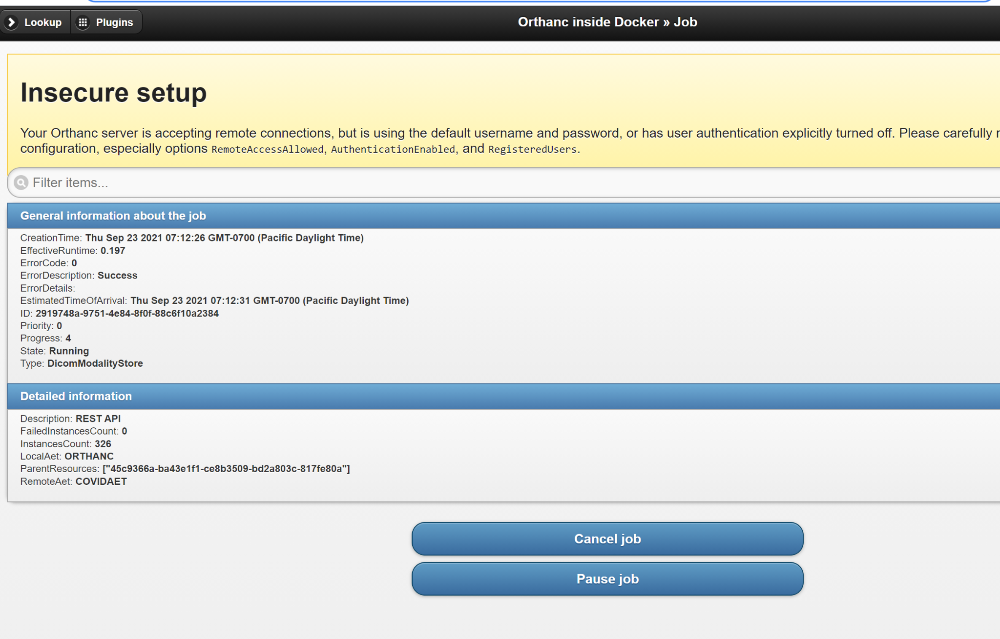 Lookup Plugins Orthanc inside Docker » Job
Insecure setup
Your Orthanc server is accepting remote connections, but is using the default username and password, or has user authentication explicitly turned off. Please carefully
configuration, especially options RemoteAccessAllowed, AuthenticationEnabled, and RegisteredUsers.
Filter items...
General information about the job
CreationTime: Thu Sep 23 2021 07:12:26 GMT-0700 (Pacific Daylight Time)
EffectiveRuntime: 0.197
ErrorCode: 0
ErrorDescription: Success
ErrorDetails:
EstimatedTimeOfArrival: Thu Sep 23 2021 07:12:31 GMT-0700 (Pacific Daylight Time)
ID: 2919748a-9751-4e84-8f0f-88c6f10a2384
Priority: 0
Progress: 4
State: Running
Type: DicomModalityStore
Detailed information
Description: REST API
FailedInstancesCount: 0
InstancesCount: 326
LocalAet: ORTHANC
ParentResources: ["45c9366a-ba43e1f1-ce8b3509-bd2a803c-817fe80a"]
RemoteAet: COVIDAET
Cancel job
Pause job